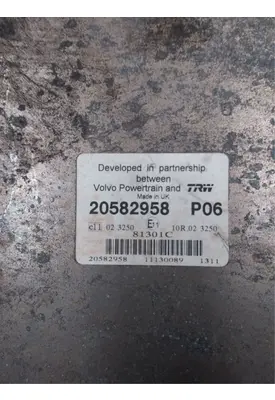 Developed in partnership
between
Volvo Powertrain and TRW
Made in UK
20582958 P06
E11
e11 02 3250 10R 02 3250
81301C
20582958 11130089 1311